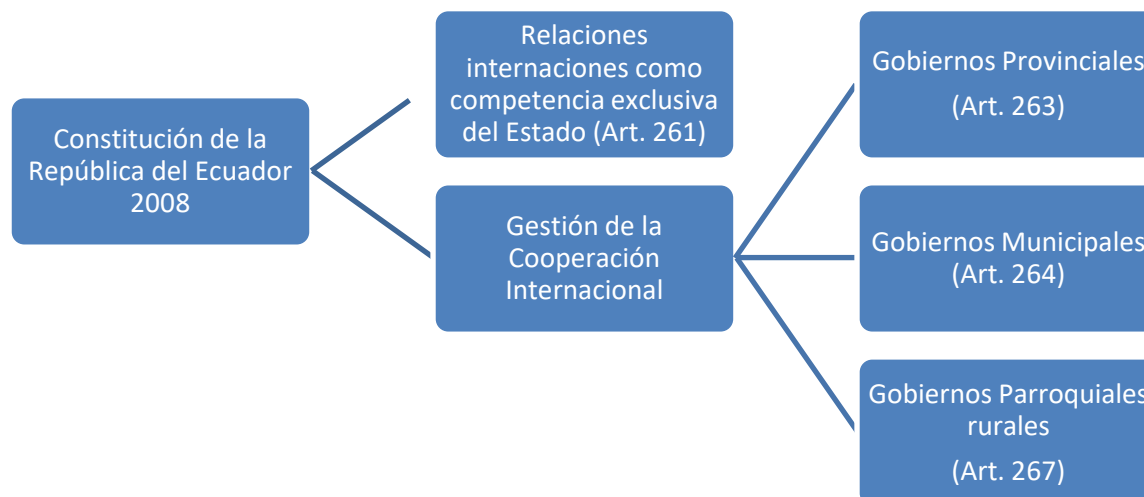 Constitución de la
República del Ecuador
2008
Relaciones
internaciones como
competencia exclusiva
del Estado (Art. 261)
Gestión de la
Cooperación
Internacional
Gobiernos Provinciales
(Art. 263)
Gobiernos Municipales
(Art. 264)
Gobiernos Parroquiales
rurales
(Art. 267)